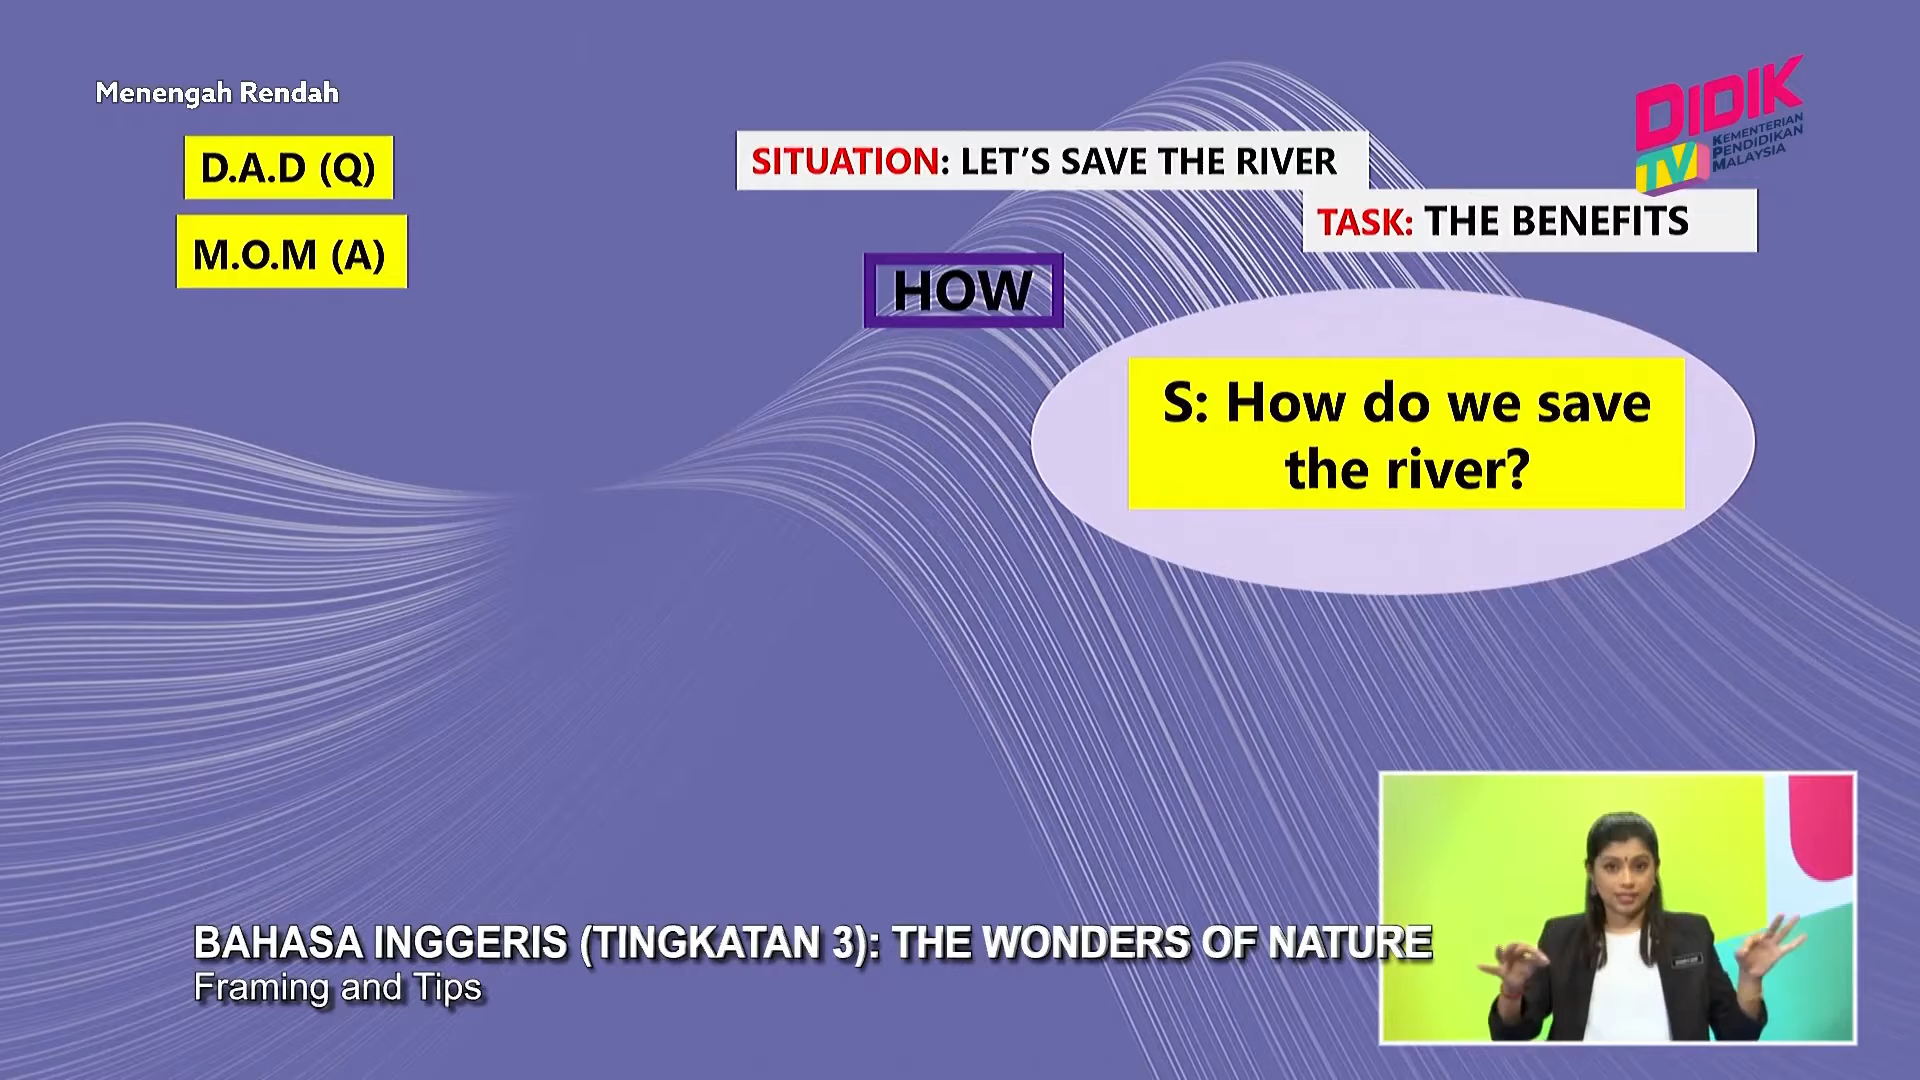 Menengah Rendah
D.A.D (Q)
M.O.M (A)
SITUATION: LET’S SAVE THE RIVER
TASK: THE BENEFITS
DIDIK
TV
KEMENTERIAN
PENDIDIKAN
MALAYSIA
HOW
S: How do we save
the river?
BAHASA INGGERIS (TINGKATAN 3): THE WONDERS OF NATURE
Framing and Tips